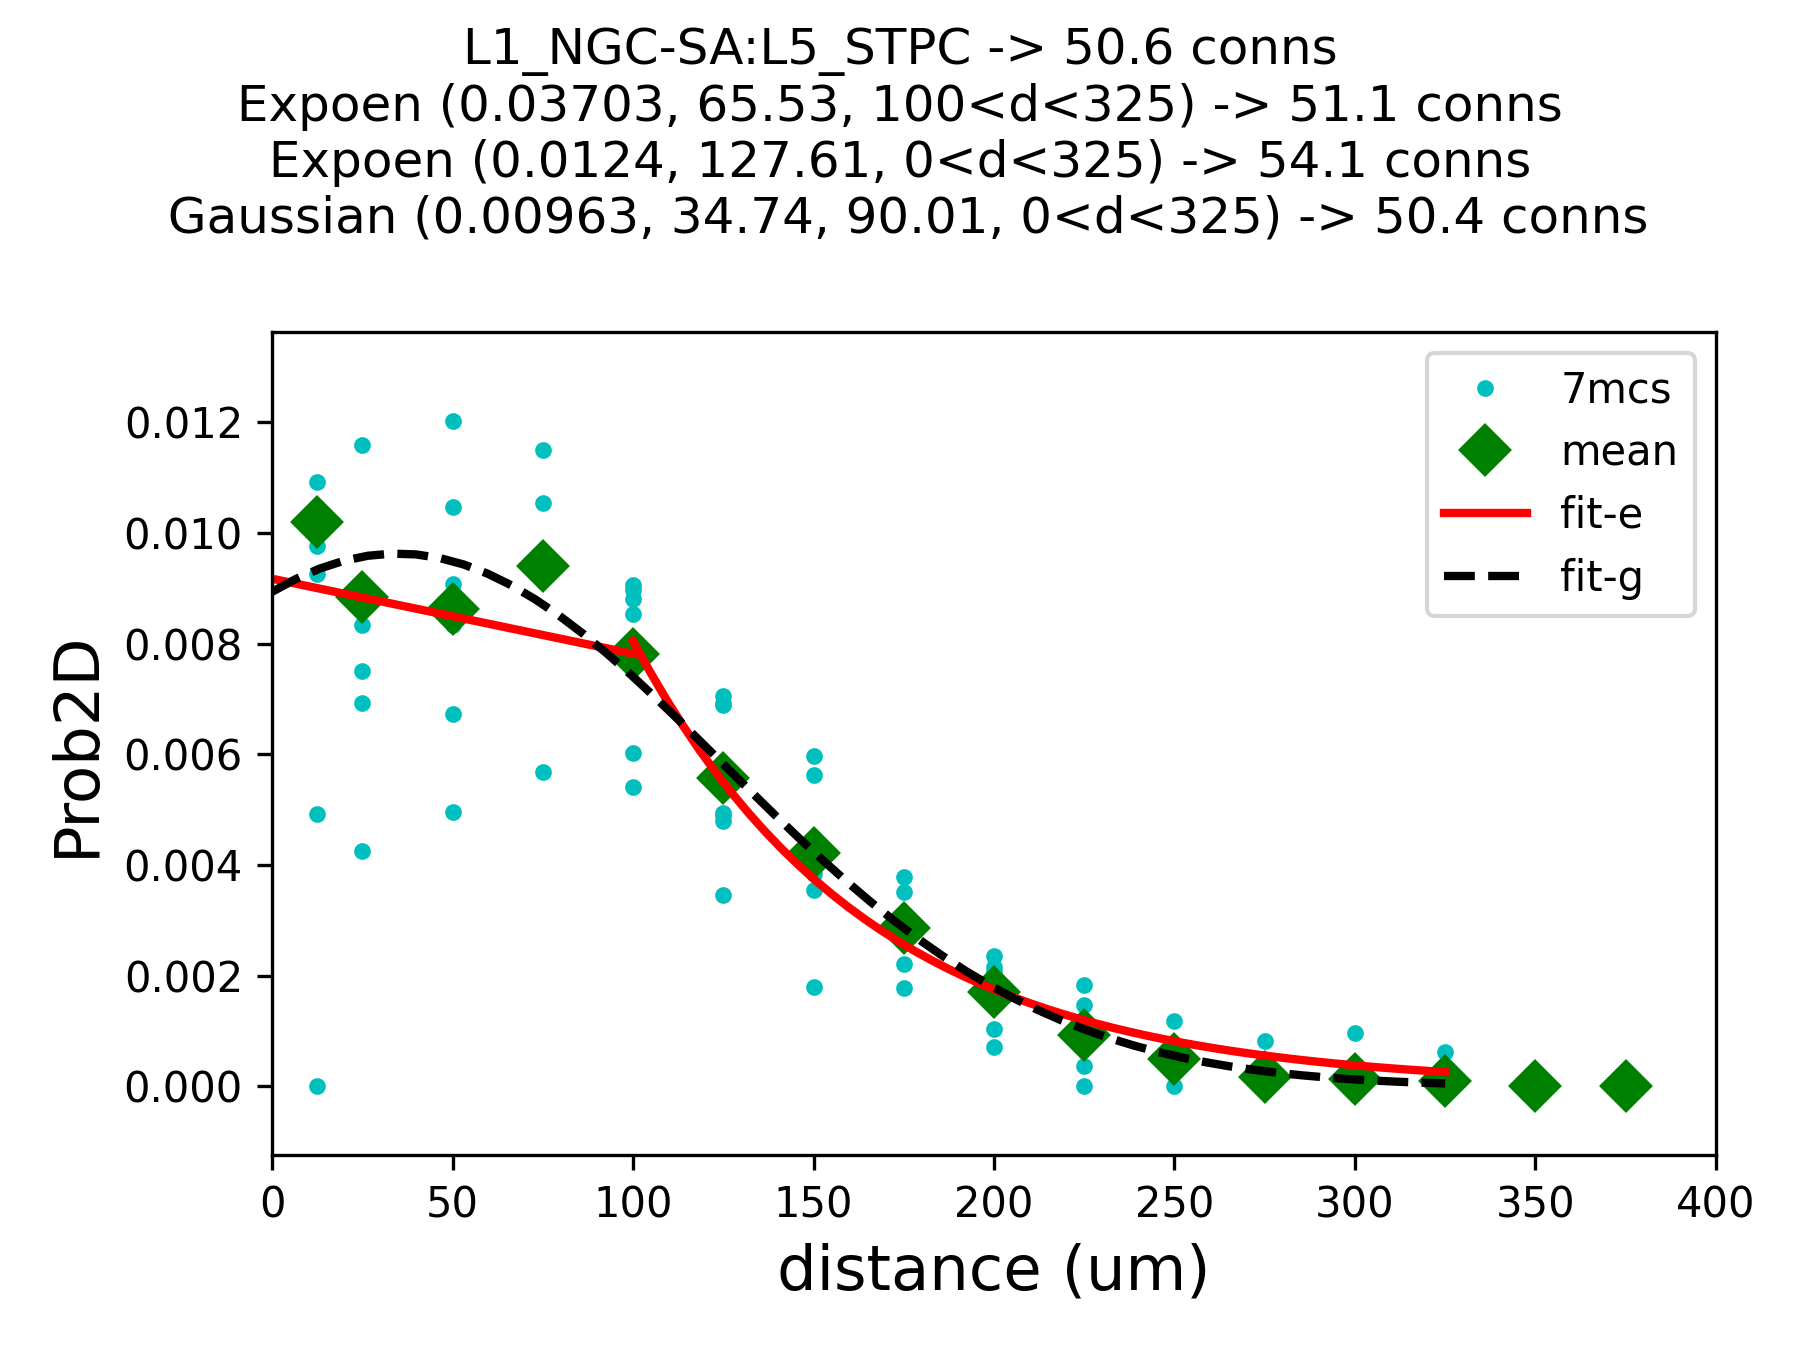 L1_NGC-SA:L5_STPC -> 50.6 conns
Expoen (0.03703, 65.53, 100<d<325) -> 51.1 conns
Expoen (0.0124, 127.61, 0<d<325) -> 54.1 conns
Gaussian (0.00963, 34.74, 90.01, 0<d<325) -> 50.4 conns
7mcs
mean
fit-e
fit-g
Prob2D
0.012
0.010
0.008
0.006
0.004
0.002
0.000
0 50 100 150 200 250 300 350 400
distance (um)